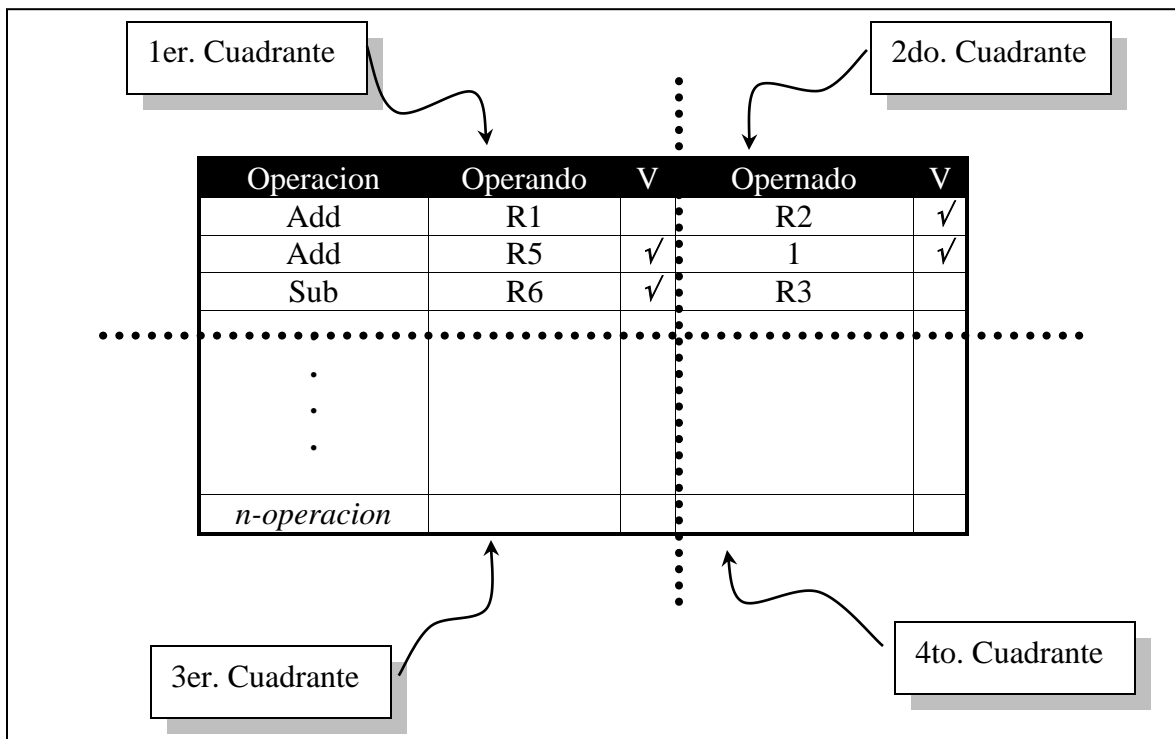 1er. Cuadrante
2do. Cuadrante
Operacion Operando V Opernado V
Add R1 R2 √
Add R5 √ 1 √
Sub R6 √ R3
.
.
.
n-operacion
3er. Cuadrante
4to. Cuadrante